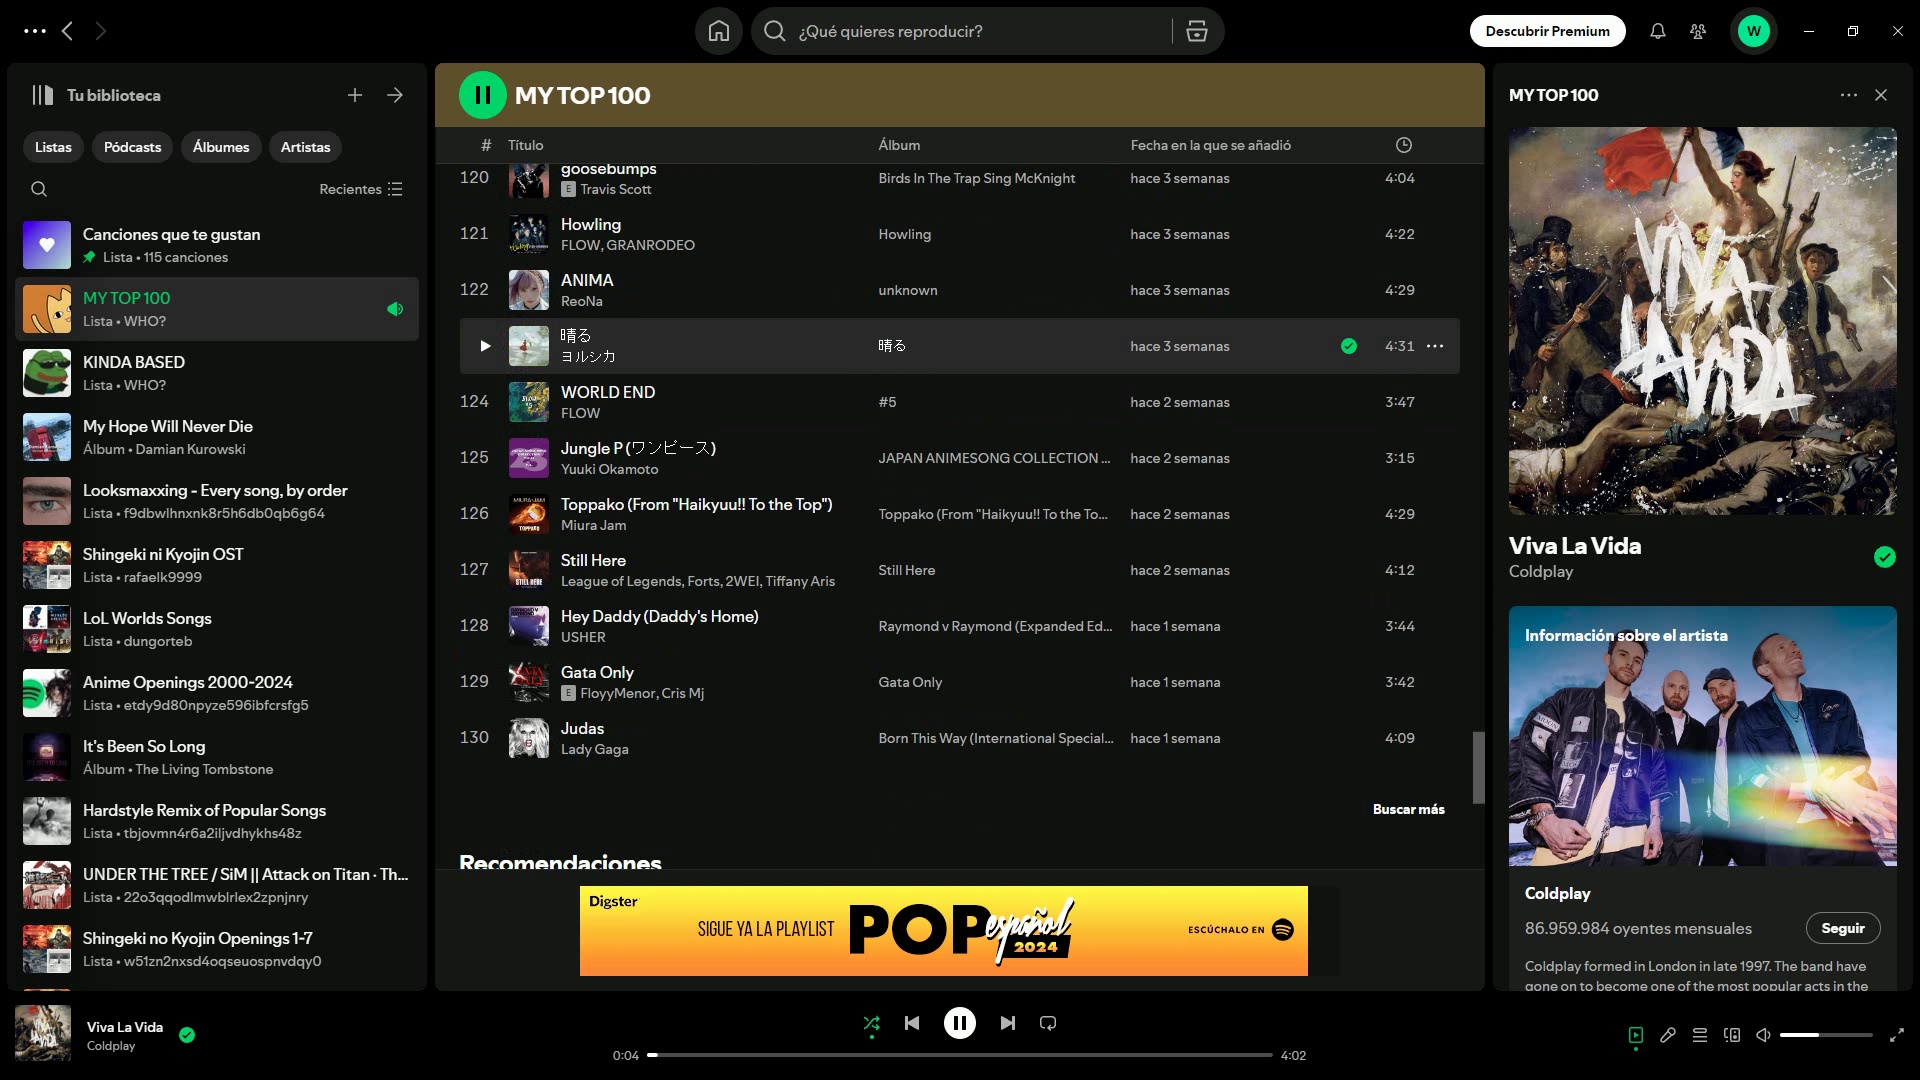 ¿Qué quieres reproducir?
Descubrir Premium
W
Tu biblioteca
Listas
Pódcasts
Álbumes
Artistas
Recientes
Canciones que te gustan
Lista • 115 canciones
MY TOP 100
Lista • WHO?
KINDA BASED
Lista • WHO?
My Hope Will Never Die
Álbum • Damian Kurowski
Looksmaxxing - Every song, by order
Lista • f9dbwlhnxnk8r5h6db0qb6g64
Shingeki ni Kyojin OST
Lista • rafaelk9999
LoL Worlds Songs
Lista • dungorteb
Anime Openings 2000-2024
Lista • etdy9d80npyze596ibfcrsfg5
It's Been So Long
Álbum • The Living Tombstone
Hardstyle Remix of Popular Songs
Lista • tbjovmn4r6a2iljvdhykhs48z
UNDER THE TREE / SiM || Attack on Titan · Th...
Lista • 22o3qqodlmwblrlex2zpnjnry
Shingeki no Kyojin Openings 1-7
Lista • w51zn2nxsd4oqseuospnvdqy0
MY TOP 100
# Título Álbum Fecha en la que se añadió
120 goosebumps Birds In The Trap Sing McKnight hace 3 semanas 4:04
E Travis Scott
121 Howling Howling hace 3 semanas 4:22
FLOW, GRANRODEO
122 ANIMA unknown hace 3 semanas 4:29
ReoNa
晴る 晴る hace 3 semanas 4:31
ヨルシカ
124 WORLD END #5 hace 2 semanas 3:47
FLOW
125 Jungle P (ワンピース) JAPAN ANIMESONG COLLECTION ... hace 2 semanas 3:15
Yuuki Okamoto
126 Toppako (From "Haikyuu!! To the Top") Toppako (From "Haikyuu!! To the To... hace 2 semanas 4:29
Miura Jam
127 Still Here Still Here hace 2 semanas 4:12
League of Legends, Forts, 2WEI, Tiffany Aris
128 Hey Daddy (Daddy's Home) Raymond v Raymond (Expanded Ed... hace 1 semana 3:44
USHER
129 Gata Only Gata Only hace 1 semana 3:42
E FloyyMenor, Cris Mj
130 Judas Born This Way (International Special... hace 1 semana 4:09
Lady Gaga
Buscar más
Recomendaciones
Digster
SIGUE YA LA PLAYLIST POP español 2024
ESCÚCHALO EN
MY TOP 100
VIVA
LA VIDA
Viva La Vida
Coldplay
Información sobre el artista
Coldplay
86.959.984 oyentes mensuales
Seguir
Coldplay formed in London in late 1997. The band have
gone on to become one of the most popular acts in the
Viva La Vida
Coldplay
0:04
4:02